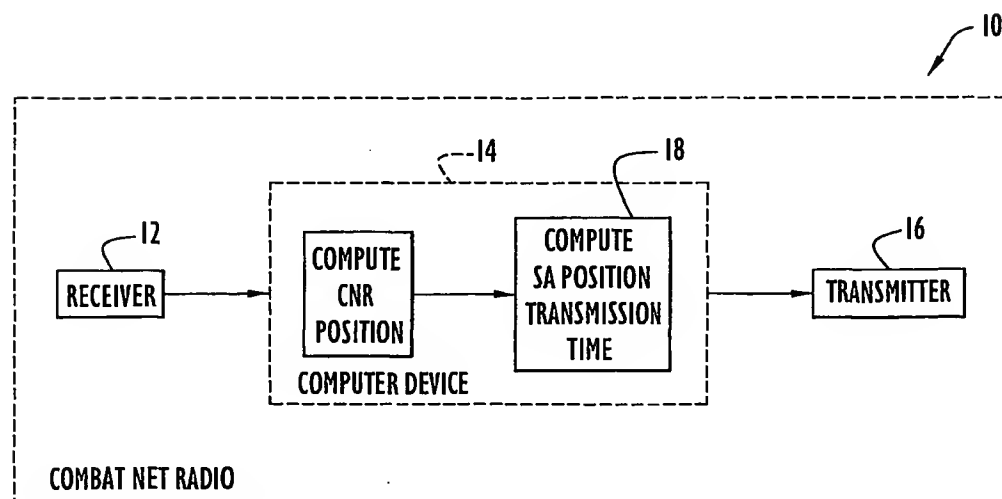 10
14
18
12
16
RECEIVER
COMPUTE
CNR
POSITION
COMPUTE
SA POSITION
TRANSMISSION
TIME
TRANSMITTER
COMPUTER DEVICE
COMBAT NET RADIO